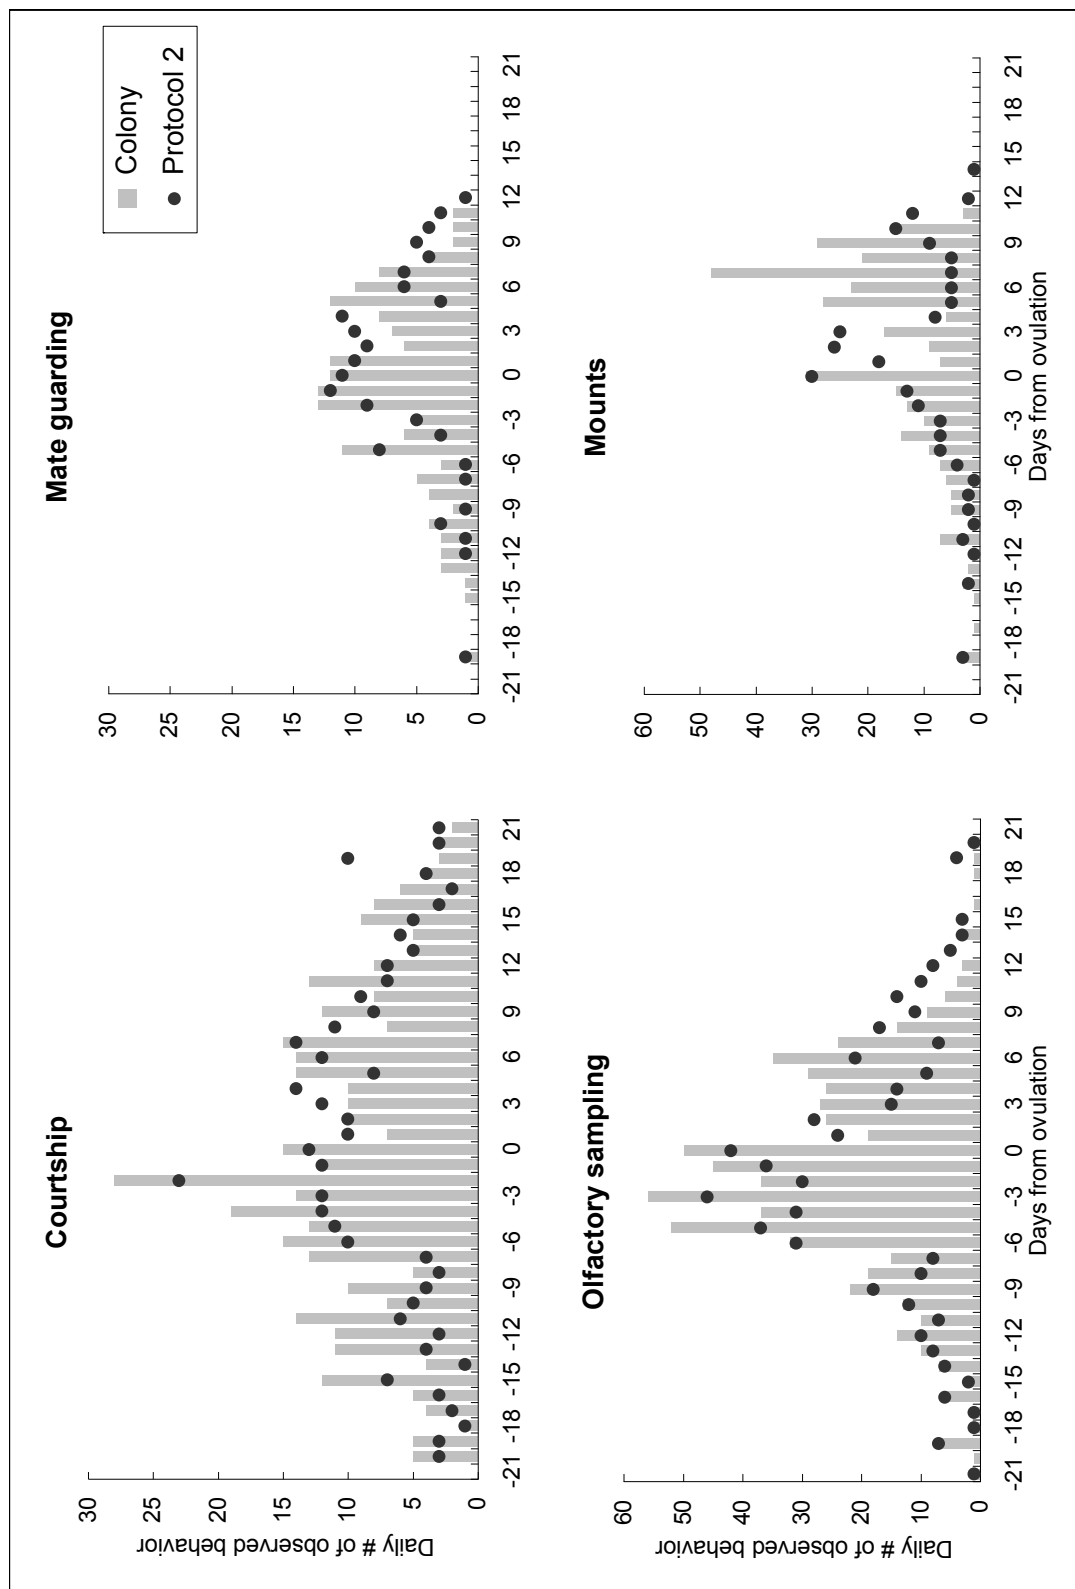 Courtship
Daily # of observed behavior
30
25
20
15
10
5
0
-21 -18 -15 -12 -9 -6 -3 0 3 6 9 12 15 18 21
Mate guarding
Colony
Protocol 2
30
25
20
15
10
5
0
-21 -18 -15 -12 -9 -6 -3 0 3 6 9 12 15 18 21
Olfactory sampling
Daily # of observed behavior
60
50
40
30
20
10
0
-21 -18 -15 -12 -9 -6 -3 0 3 6 9 12 15 18 21
Days from ovulation
Mounts
60
40
20
0
-21 -18 -15 -12 -9 -6 -3 0 3 6 9 12 15 18 21
Days from ovulation